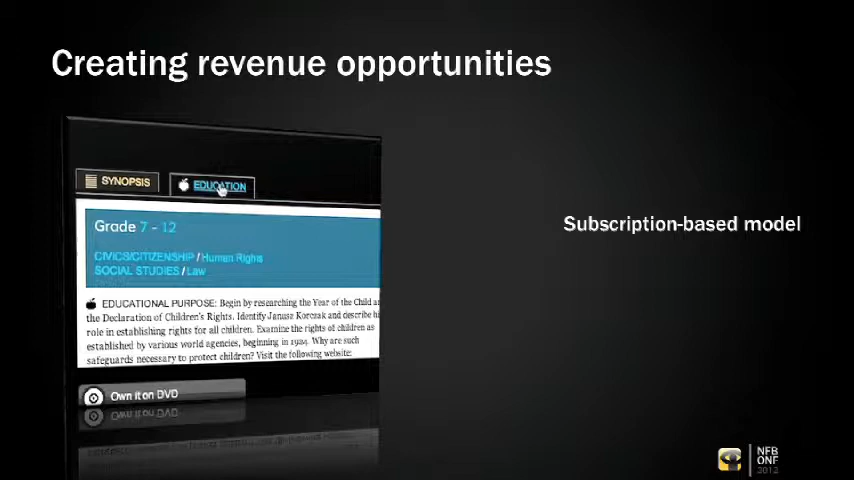 Creating revenue opportunities
SYNOPSIS
EDUCATION
Grade 7 - 12
CIVICS/CITIZENSHIP / Human Rights
SOCIAL STUDIES / Law
EDUCATIONAL PURPOSE: Begin by researching the Year of the Child an
the Declaration of Children's Rights. Identify Janusz Korczak and describe hi
role in establishing rights for all children. Examine the rights of children as
established by various world agencies, beginning in 1924. Why are such
safeguards necessary to protect children? Visit the following website:
Own it on DVD
Subscription-based model
NFB
ONF
2012